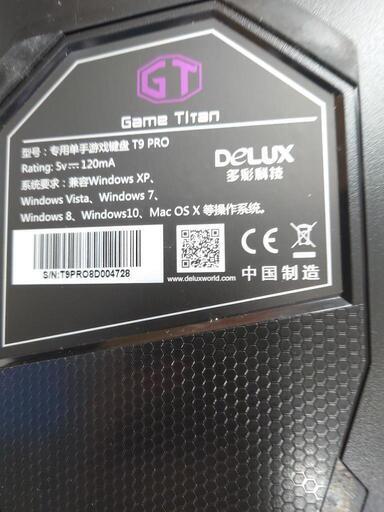 GT
Game Titan
型号：专用单手游戏键盘 T9 PRO
Rating: 5v⎓120mA
DeLUX
多彩科技
系统要求：兼容Windows XP、
Windows Vista、Windows 7、
Windows 8、Windows10、Mac OS X 等操作系统。
S/N:T9PRO8D004728
www.deluxworld.com
CE
中国制造